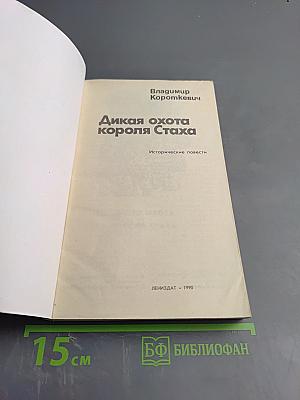 Владимир
Короткевич
Дикая охота
короля Стаха
Исторические повести
ЛЕНИЗДАТ · 1990
15 см
БФ БИБЛИОФАН